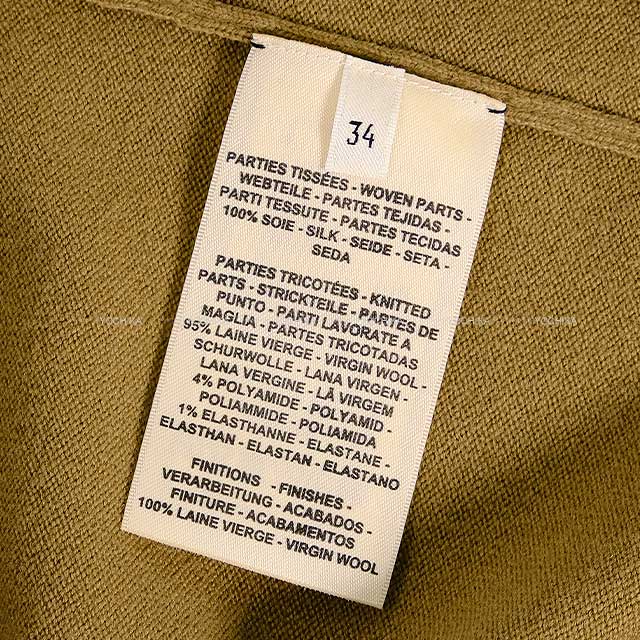 34
PARTIES TISSÉES - WOVEN PARTS -
WEBTEILE - PARTES TEJIDAS -
PARTI TESSUTE - PARTES TECIDAS
100% SOIE - SILK - SEIDE - SETA -
SEDA
PARTIES TRICOTÉES - KNITTED
PARTS - STRICKTEILE - PARTES DE
PUNTO - PARTI LAVORATE A
MAGLIA - PARTES TRICOTADAS
95% LAINE VIERGE - VIRGIN WOOL -
SCHURWOLLE - LANA VIRGEN -
LANA VERGINE - LÃ VIRGEM
4% POLYAMIDE - POLYAMID -
POLIAMMIDE - POLIAMIDA
1% ELASTHANNE - ELASTANE -
ELASTHAN - ELASTAN - ELASTANO
FINITIONS - FINISHES -
VERARBEITUNG - ACABADOS -
FINITURE - ACABAMENTOS
100% LAINE VIERGE - VIRGIN WOOL